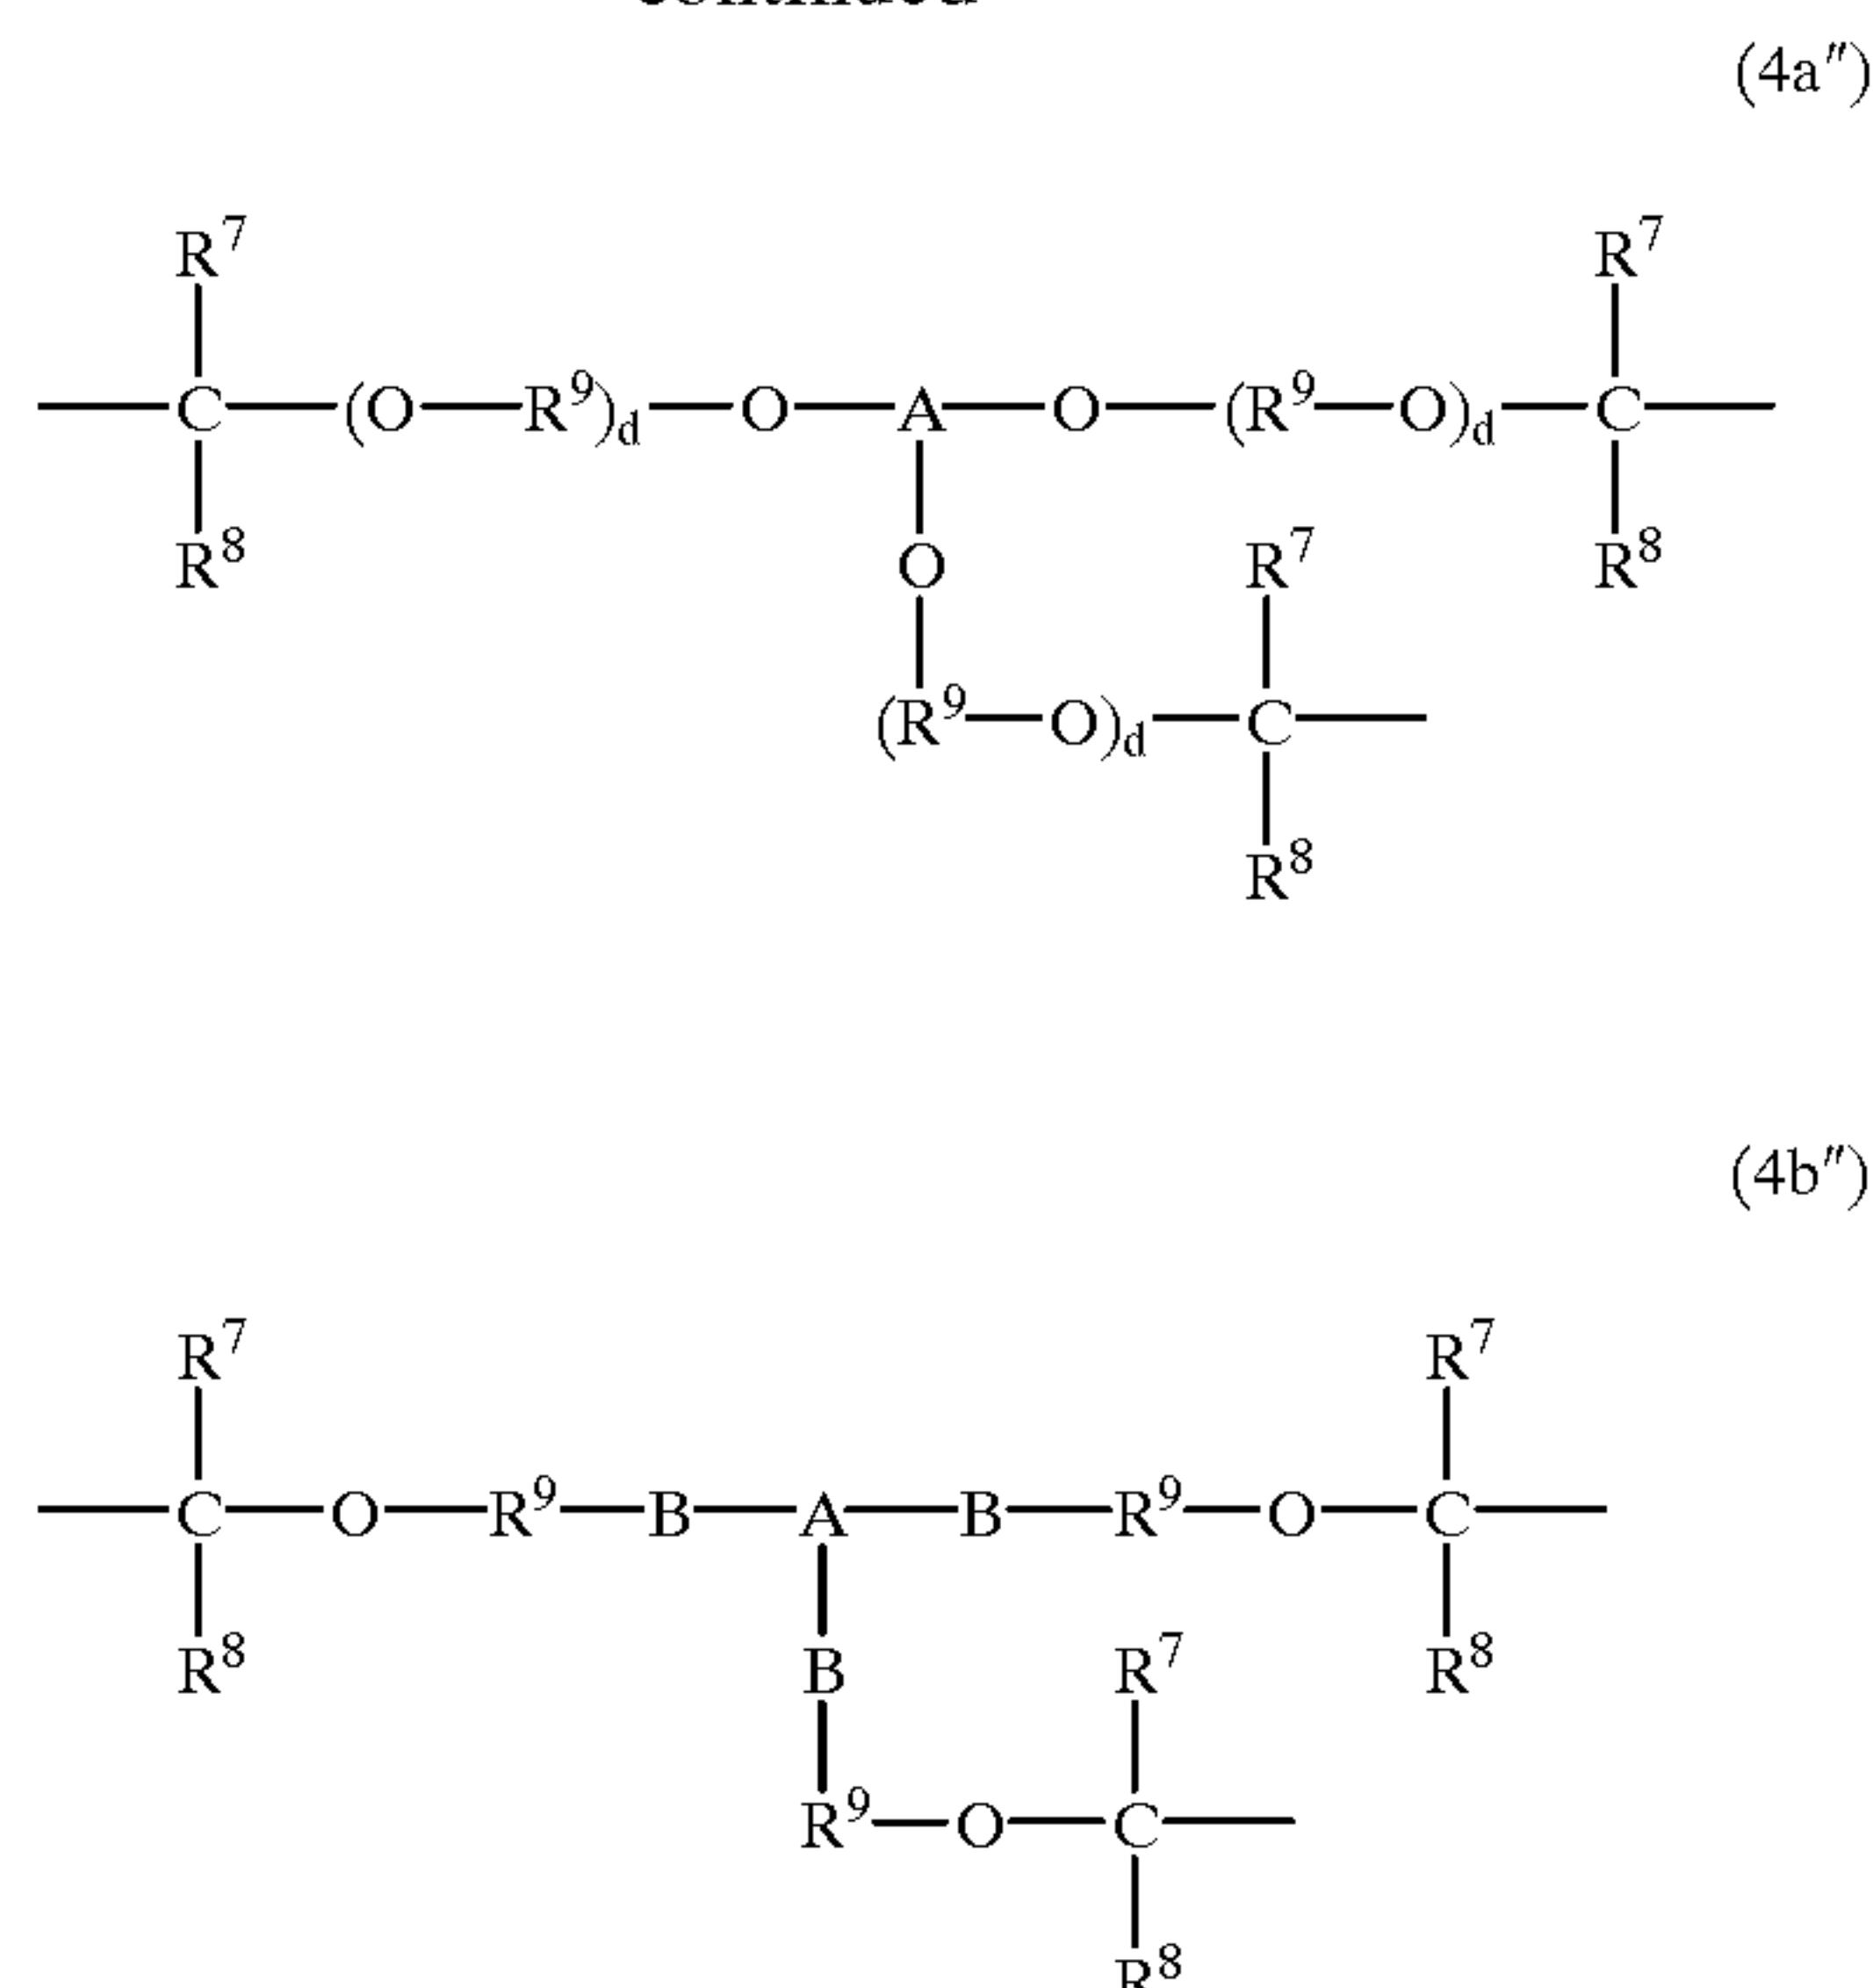 (4a″)
R⁷ R⁷
C (O R⁹)d O A O (R⁹ O)d C
R⁸ O R⁷ R⁸
(R⁹ O)d C
R⁸
(4b″)
R⁷ R⁷
C O R⁹ B A B R⁹ O C
R⁸ B R⁷ R⁸
R⁹ O C
R⁸